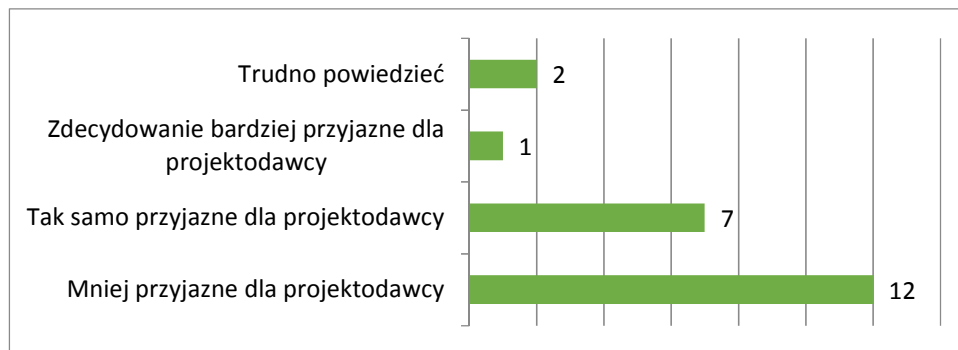 Trudno powiedzieć
2
Zdecydowanie bardziej przyjazne dla
projektodawcy
1
Tak samo przyjazne dla projektodawcy
7
Mniej przyjazne dla projektodawcy
12